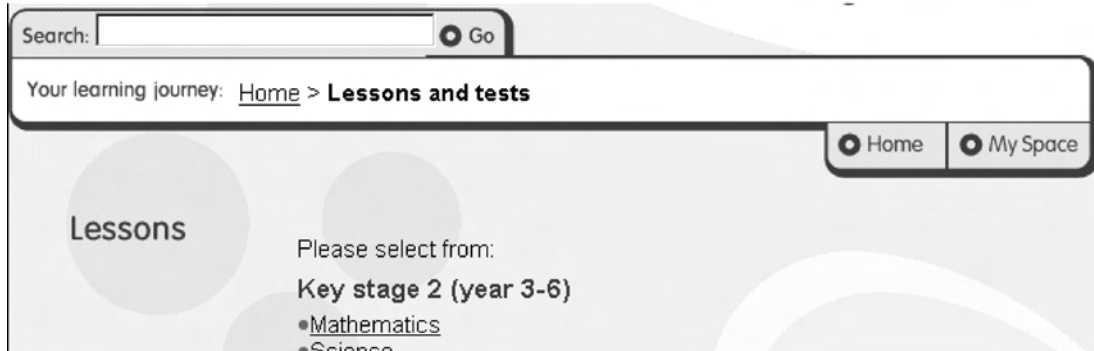 Search: Go
Your learning journey: Home > Lessons and tests
Home My Space
Lessons
Please select from:
Key stage 2 (year 3-6)
•Mathematics
•Science